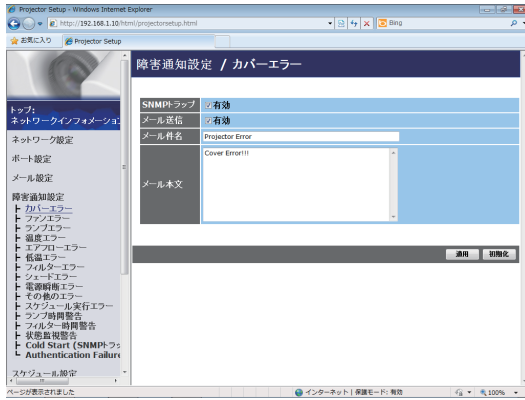 Projector Setup - Windows Internet Explorer
http://192.168.1.10/html/projectorsetup.html
Bing
お気に入り
Projector Setup
障害通知設定 / カバーエラー
トップ:
ネットワークインフォメーション
ネットワーク設定
ポート設定
メール設定
障害通知設定
カバーエラー
ファンエラー
ランプエラー
温度エラー
エアフローエラー
低温エラー
フィルターエラー
シェードエラー
電源瞬断エラー
その他のエラー
スケジュール実行エラー
ランプ時間警告
フィルター時間警告
状態監視警告
Cold Start (SNMPトラッ
Authentication Failure
スケジュール設定
SNMPトラップ 有効
メール送信 有効
メール件名 Projector Error
メール本文 Cover Error!!!
適用 初期化
ページが表示されました
インターネット | 保護モード: 有効
100%